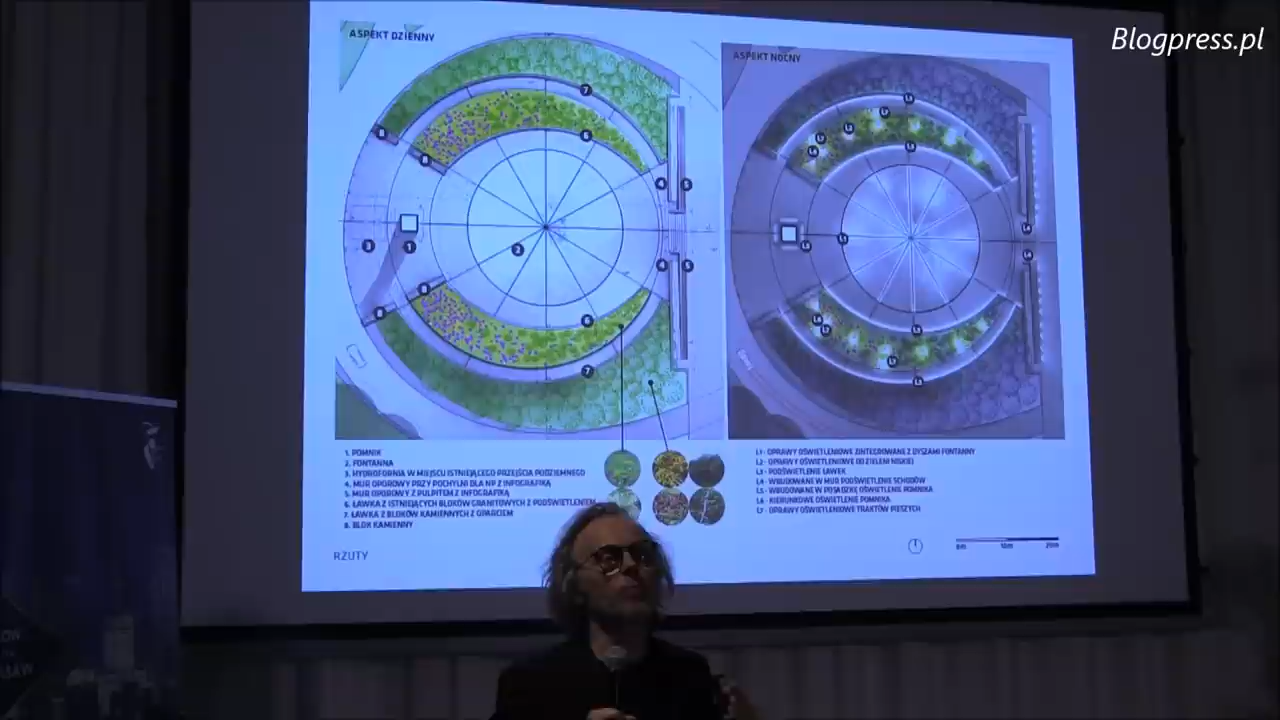 Blogpress.pl
ASPEKT DZIENNY
ASPEKT NOCNY
1. POMNIK
2. FONTANNA
3. HYDROFORNIA W MIEJSCU ISTNIEJĄCEGO PRZEJŚCIA PODZIEMNEGO
4. MUR OPOROWY PRZY POCHYLNI DLA NP Z INFOGRAFIKĄ
5. MUR OPOROWY Z PULPITEM Z INFOGRAFIKĄ
6. ŁAWKA Z ISTNIEJĄCYCH BLOKÓW GRANITOWYCH Z PODŚWIETLENIEM
7. ŁAWKA Z BLOKÓW KAMIENNYCH Z OPARCIEM
8. BLOK KAMIENNY
L1- OPRAWY OŚWIETLENIOWE ZINTEGROWANE Z DYSZAMI FONTANNY
L2- OPRAWY OŚWIETLENIOWE DO ZIELENI NISKIEJ
L3- PODŚWIETLENIE ŁAWEK
L4- WBUDOWANE W MUR PODŚWIETLENIE SCHODÓW
L5- WBUDOWANE W POSADZKĘ OŚWIETLENIE POMNIKA
L6- KIERUNKOWE OŚWIETLENIE POMNIKA
L7- OPRAWY OŚWIETLENIOWE TRAKTÓW PIESZYCH
RZUTY
0m 10m 20m